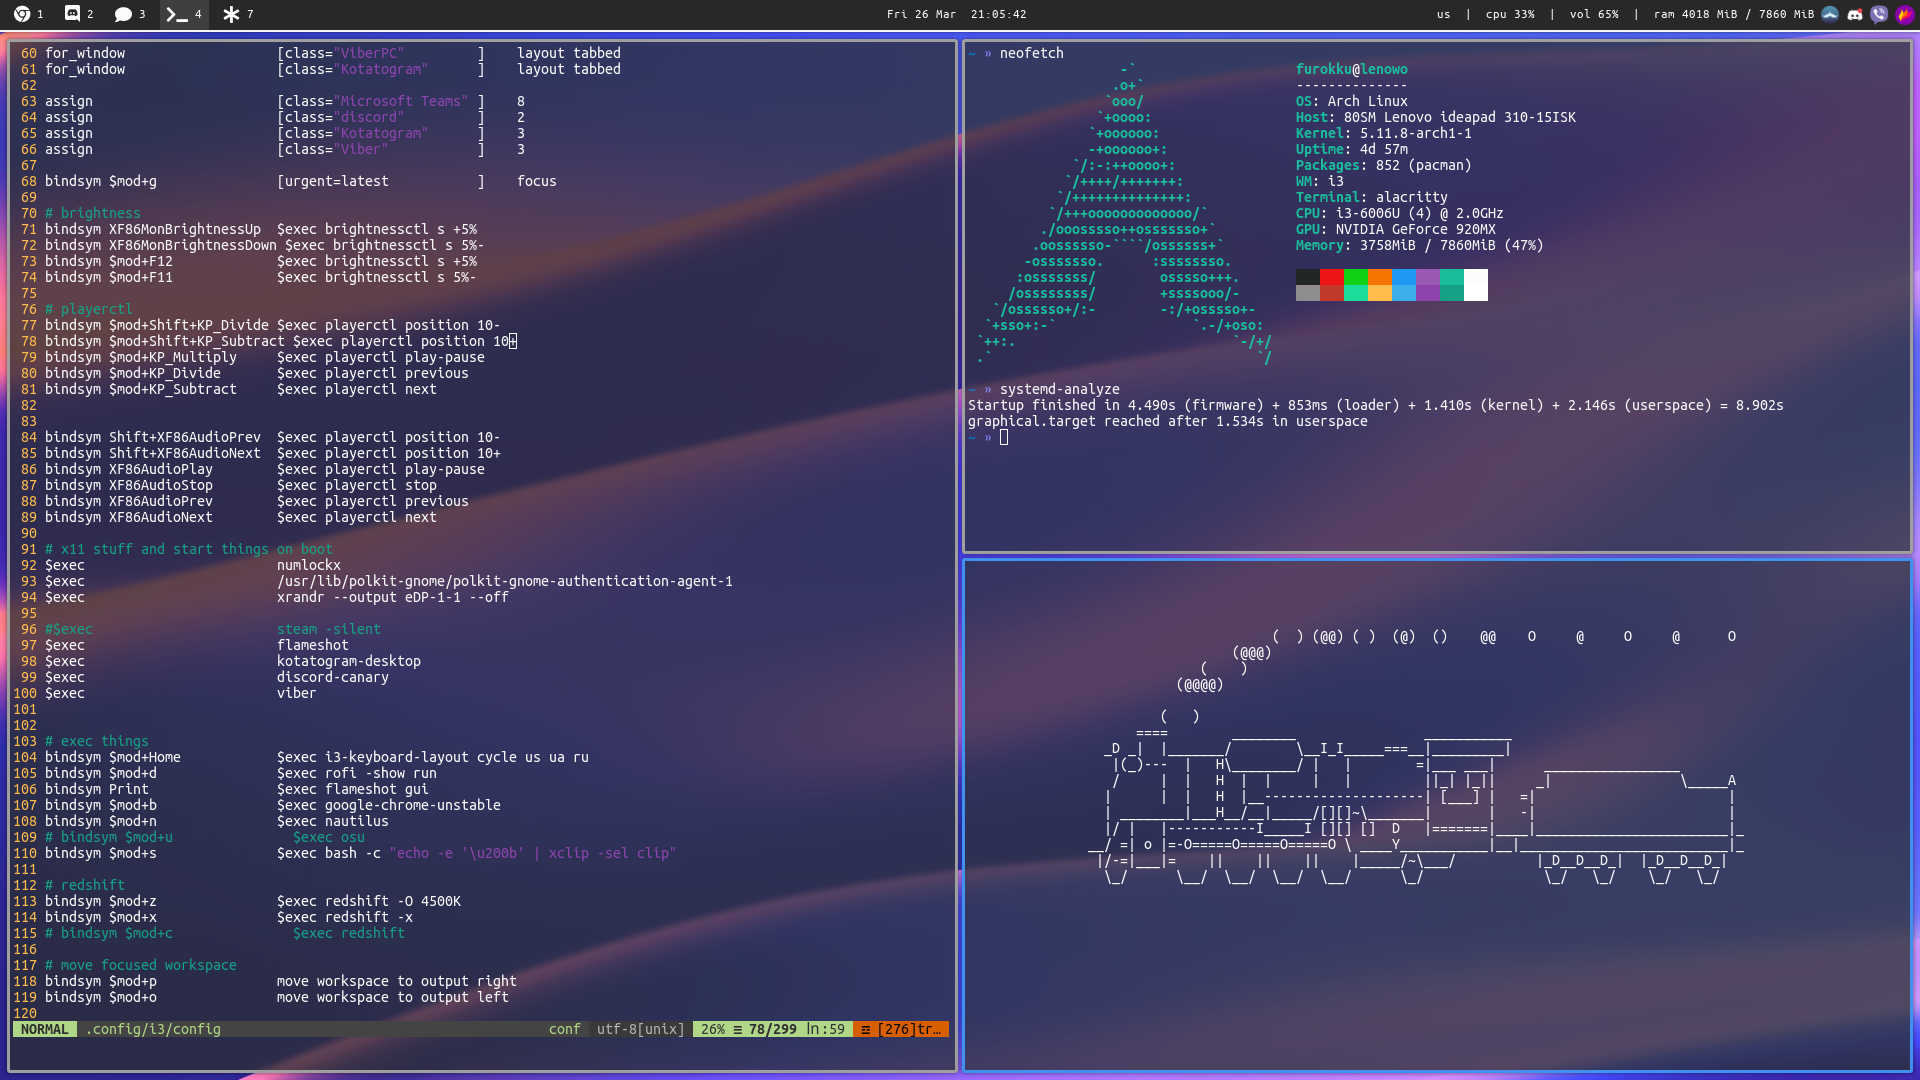 1 2 3 4 7 Fri 26 Mar 21:05:42 us | cpu 33% | vol 65% | ram 4018 MiB / 7860 MiB
60 for_window [class="ViberPC" ] layout tabbed
61 for_window [class="Kotatogram" ] layout tabbed
62
63 assign [class="Microsoft Teams" ] 8
64 assign [class="discord" ] 2
65 assign [class="Kotatogram" ] 3
66 assign [class="Viber" ] 3
67
68 bindsym $mod+g [urgent=latest ] focus
69
70 # brightness
71 bindsym XF86MonBrightnessUp $exec brightnessctl s +5%
72 bindsym XF86MonBrightnessDown $exec brightnessctl s 5%-
73 bindsym $mod+F12 $exec brightnessctl s +5%
74 bindsym $mod+F11 $exec brightnessctl s 5%-
75
76 # playerctl
77 bindsym $mod+Shift+KP_Divide $exec playerctl position 10-
78 bindsym $mod+Shift+KP_Subtract $exec playerctl position 10+
79 bindsym $mod+KP_Multiply $exec playerctl play-pause
80 bindsym $mod+KP_Divide $exec playerctl previous
81 bindsym $mod+KP_Subtract $exec playerctl next
82
83
84 bindsym Shift+XF86AudioPrev $exec playerctl position 10-
85 bindsym Shift+XF86AudioNext $exec playerctl position 10+
86 bindsym XF86AudioPlay $exec playerctl play-pause
87 bindsym XF86AudioStop $exec playerctl stop
88 bindsym XF86AudioPrev $exec playerctl previous
89 bindsym XF86AudioNext $exec playerctl next
90
91 # x11 stuff and start things on boot
92 $exec numlockx
93 $exec /usr/lib/polkit-gnome/polkit-gnome-authentication-agent-1
94 $exec xrandr --output eDP-1-1 --off
95
96 #$exec steam -silent
97 $exec flameshot
98 $exec kotatogram-desktop
99 $exec discord-canary
100 $exec viber
101
102
103 # exec things
104 bindsym $mod+Home $exec i3-keyboard-layout cycle us ua ru
105 bindsym $mod+d $exec rofi -show run
106 bindsym Print $exec flameshot gui
107 bindsym $mod+b $exec google-chrome-unstable
108 bindsym $mod+n $exec nautilus
109 # bindsym $mod+u $exec osu
110 bindsym $mod+s $exec bash -c "echo -e '\u200b' | xclip -sel clip"
111
112 # redshift
113 bindsym $mod+z $exec redshift -O 4500K
114 bindsym $mod+x $exec redshift -x
115 # bindsym $mod+c $exec redshift
116
117 # move focused workspace
118 bindsym $mod+p move workspace to output right
119 bindsym $mod+o move workspace to output left
120
NORMAL .config/i3/config conf utf-8[unix] 26% ≡ 78/299 ln:59 ≡ [276]tr…
~ » neofetch
furokku@lenowo
--------------
OS: Arch Linux
Host: 80SM Lenovo ideapad 310-15ISK
Kernel: 5.11.8-arch1-1
Uptime: 4d 57m
Packages: 852 (pacman)
WM: i3
Terminal: alacritty
CPU: i3-6006U (4) @ 2.0GHz
GPU: NVIDIA GeForce 920MX
Memory: 3758MiB / 7860MiB (47%)
~ » systemd-analyze
Startup finished in 4.490s (firmware) + 853ms (loader) + 1.410s (kernel) + 2.146s (userspace) = 8.902s
graphical.target reached after 1.534s in userspace
~ »